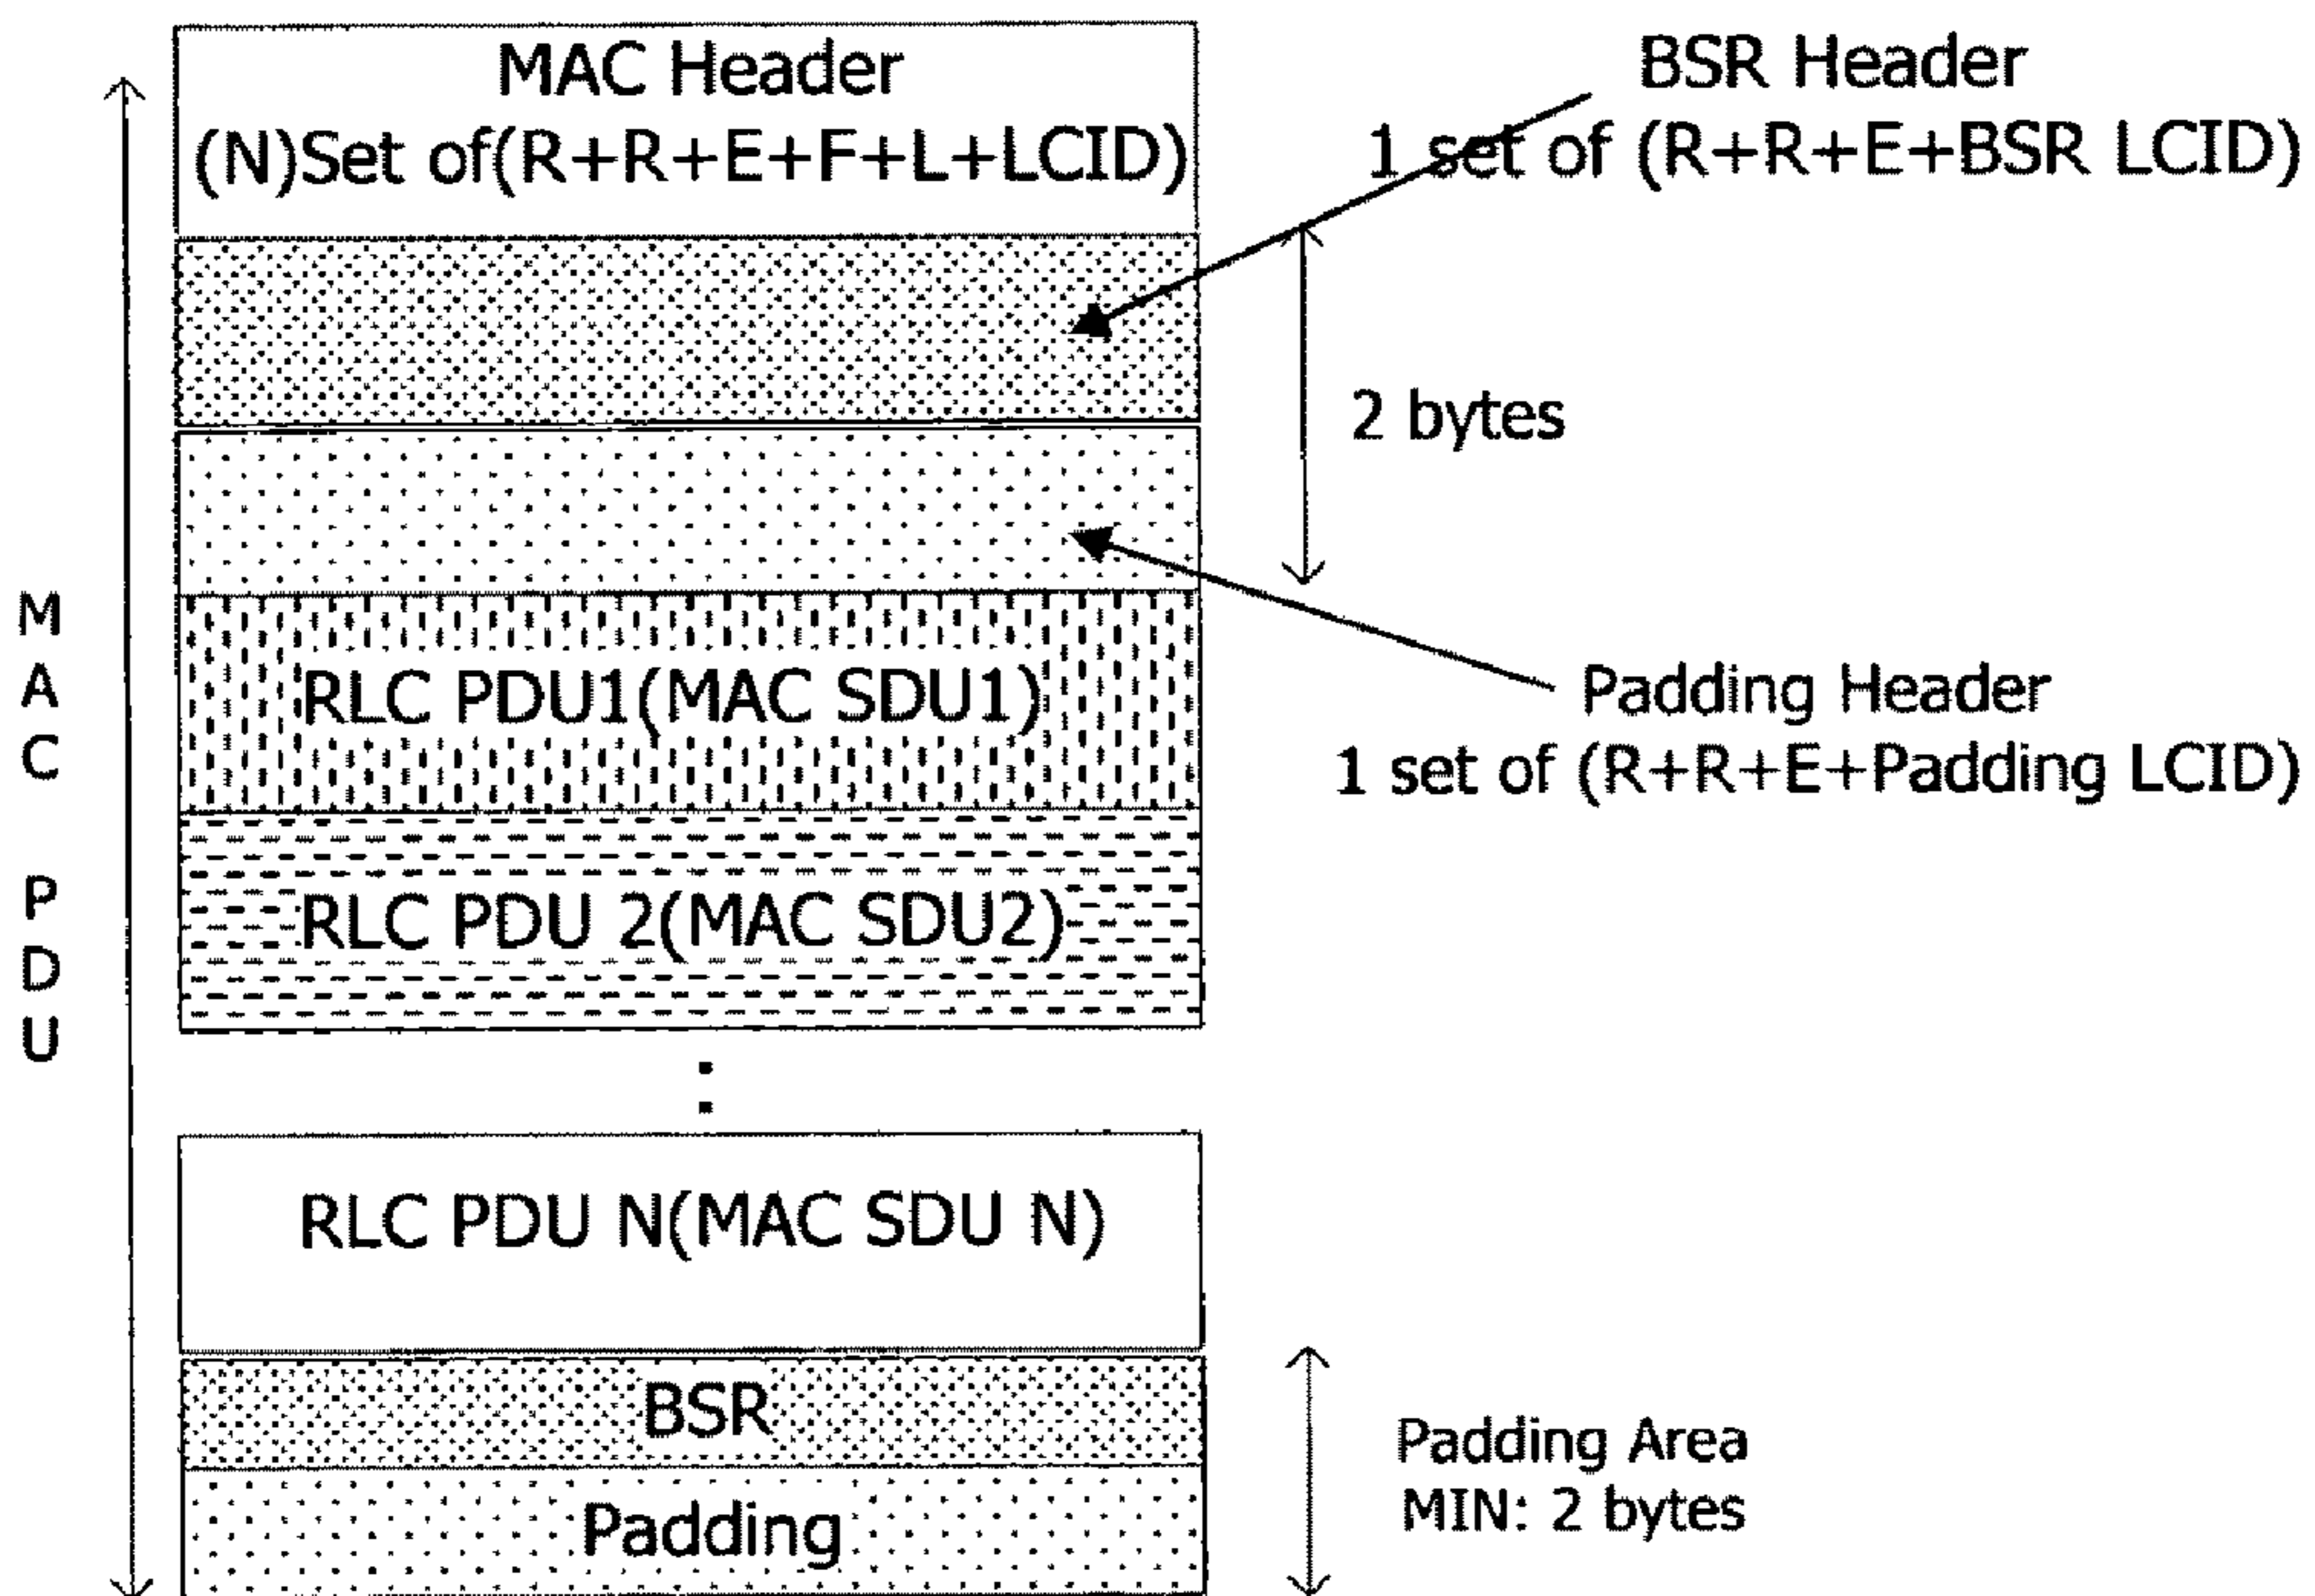 MAC Header
(N)Set of(R+R+E+F+L+LCID)
BSR Header
1 set of (R+R+E+BSR LCID)
2 bytes
MAC PDU
RLC PDU1(MAC SDU1)
Padding Header
1 set of (R+R+E+Padding LCID)
RLC PDU 2(MAC SDU2)
:
RLC PDU N(MAC SDU N)
BSR
Padding
Padding Area
MIN: 2 bytes